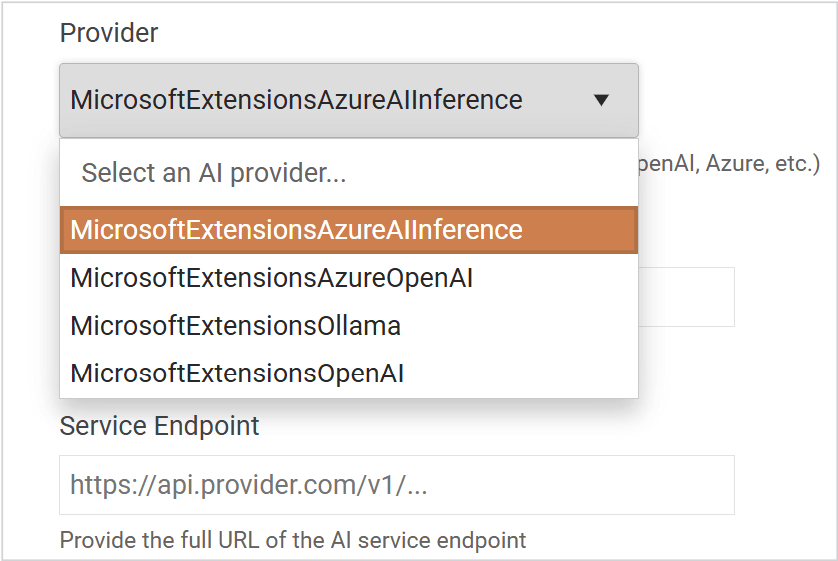 Provider
MicrosoftExtensionsAzureAIInference
Select an AI provider...
penAI, Azure, etc.)
MicrosoftExtensionsAzureAIInference
MicrosoftExtensionsAzureOpenAI
MicrosoftExtensionsOllama
MicrosoftExtensionsOpenAI
Service Endpoint
https://api.provider.com/v1/...
Provide the full URL of the AI service endpoint